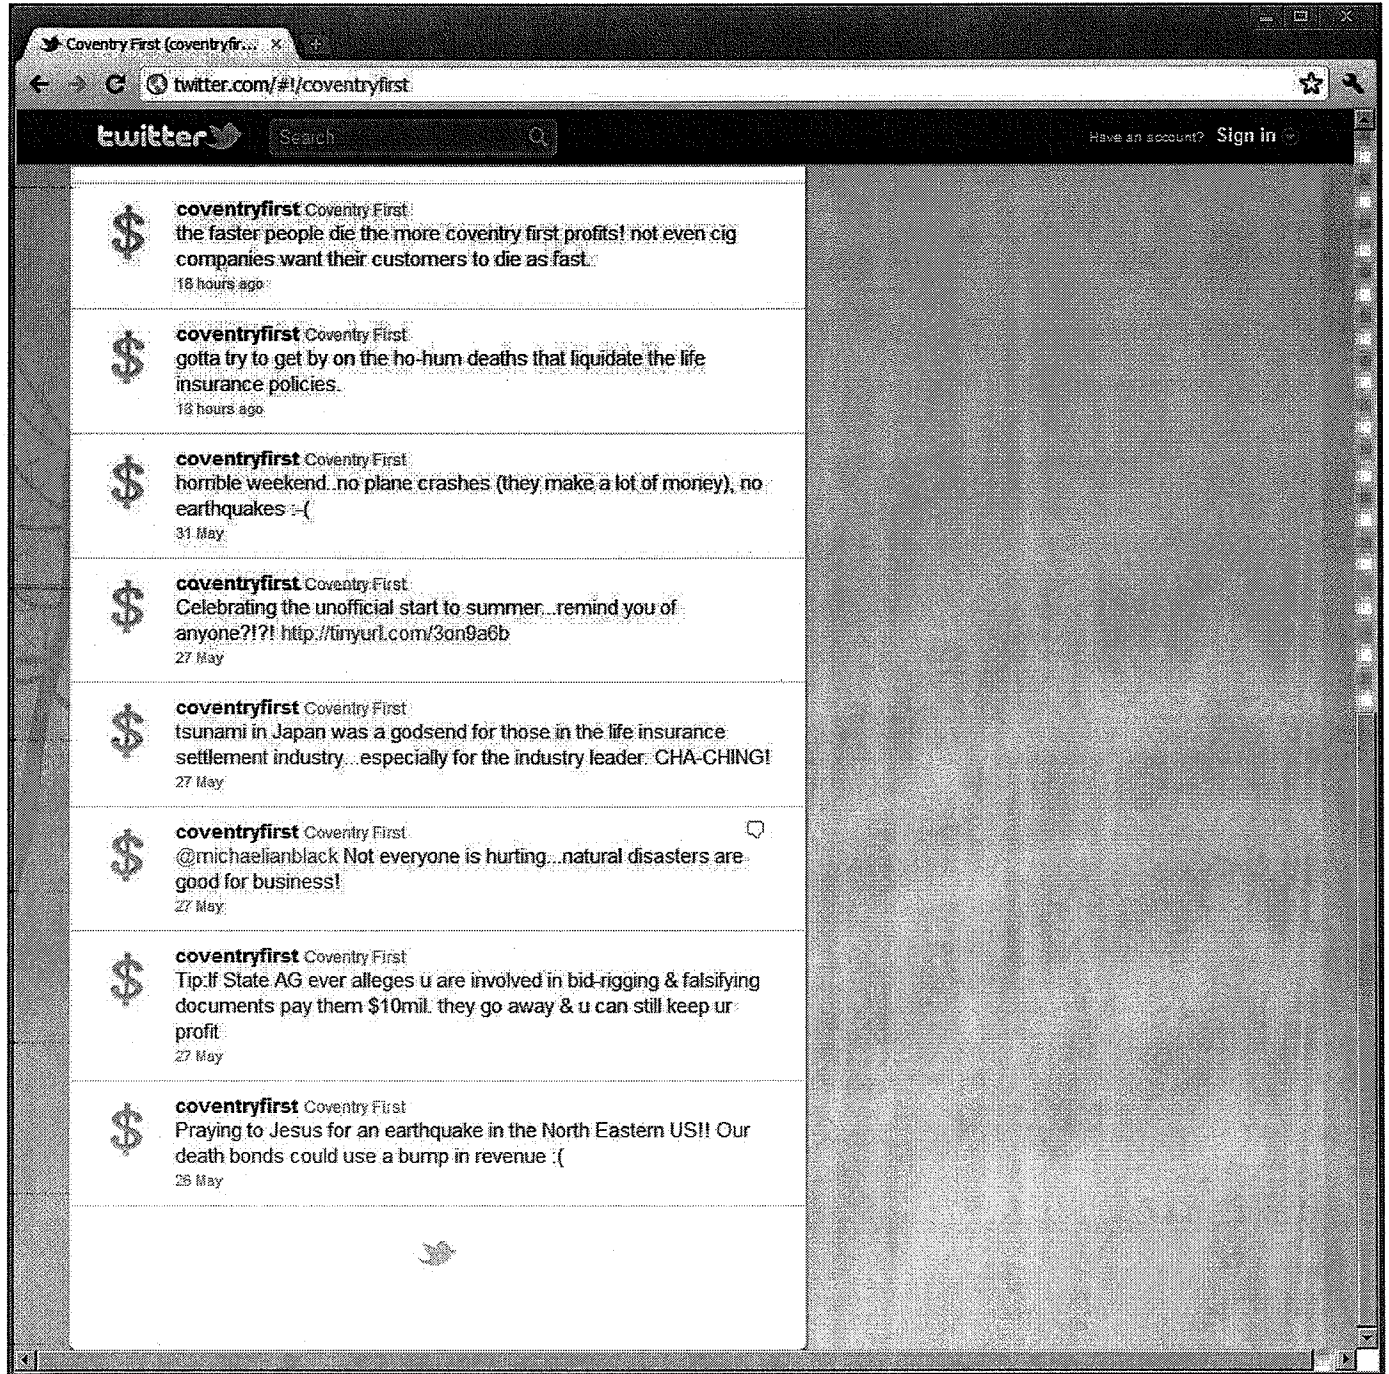 Coventry First (coventryfir...
twitter.com/#!/coventryfirst
twitter Search Have an account? Sign in
coventryfirst Coventry First
the faster people die the more coventry first profits! not even cig
companies want their customers to die as fast.
18 hours ago
coventryfirst Coventry First
gotta try to get by on the ho-hum deaths that liquidate the life
insurance policies.
18 hours ago
coventryfirst Coventry First
horrible weekend..no plane crashes (they make a lot of money), no
earthquakes :-(
31 May
coventryfirst Coventry First
Celebrating the unofficial start to summer...remind you of
anyone?!?! http://tinyurl.com/3on9a6b
27 May
coventryfirst Coventry First
tsunami in Japan was a godsend for those in the life insurance
settlement industry...especially for the industry leader. CHA-CHING!
27 May
coventryfirst Coventry First
@michaelianblack Not everyone is hurting...natural disasters are
good for business!
27 May
coventryfirst Coventry First
Tip:If State AG ever alleges u are involved in bid-rigging & falsifying
documents pay them $10mil. they go away & u can still keep ur
profit
27 May
coventryfirst Coventry First
Praying to Jesus for an earthquake in the North Eastern US!! Our
death bonds could use a bump in revenue :(
26 May